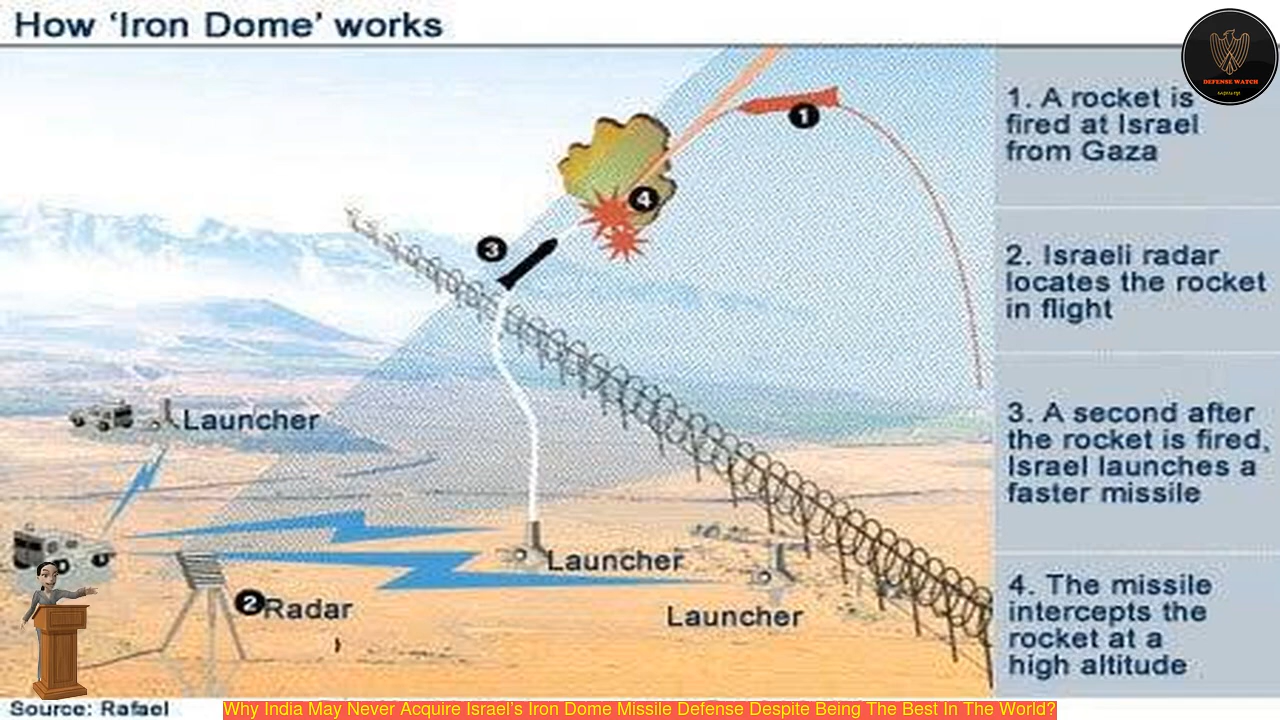 How ‘Iron Dome’ works
DEFENSE WATCH
1. A rocket is
fired at Israel
from Gaza
1
4
3
2. Israeli radar
locates the rocket
in flight
3. A second after
the rocket is fired,
Israel launches a
faster missile
Launcher
Launcher
2 Radar
Launcher
4. The missile
intercepts the
rocket at a
high altitude
Source: Rafael
Why India May Never Acquire Israel's Iron Dome Missile Defense Despite Being The Best In The World?